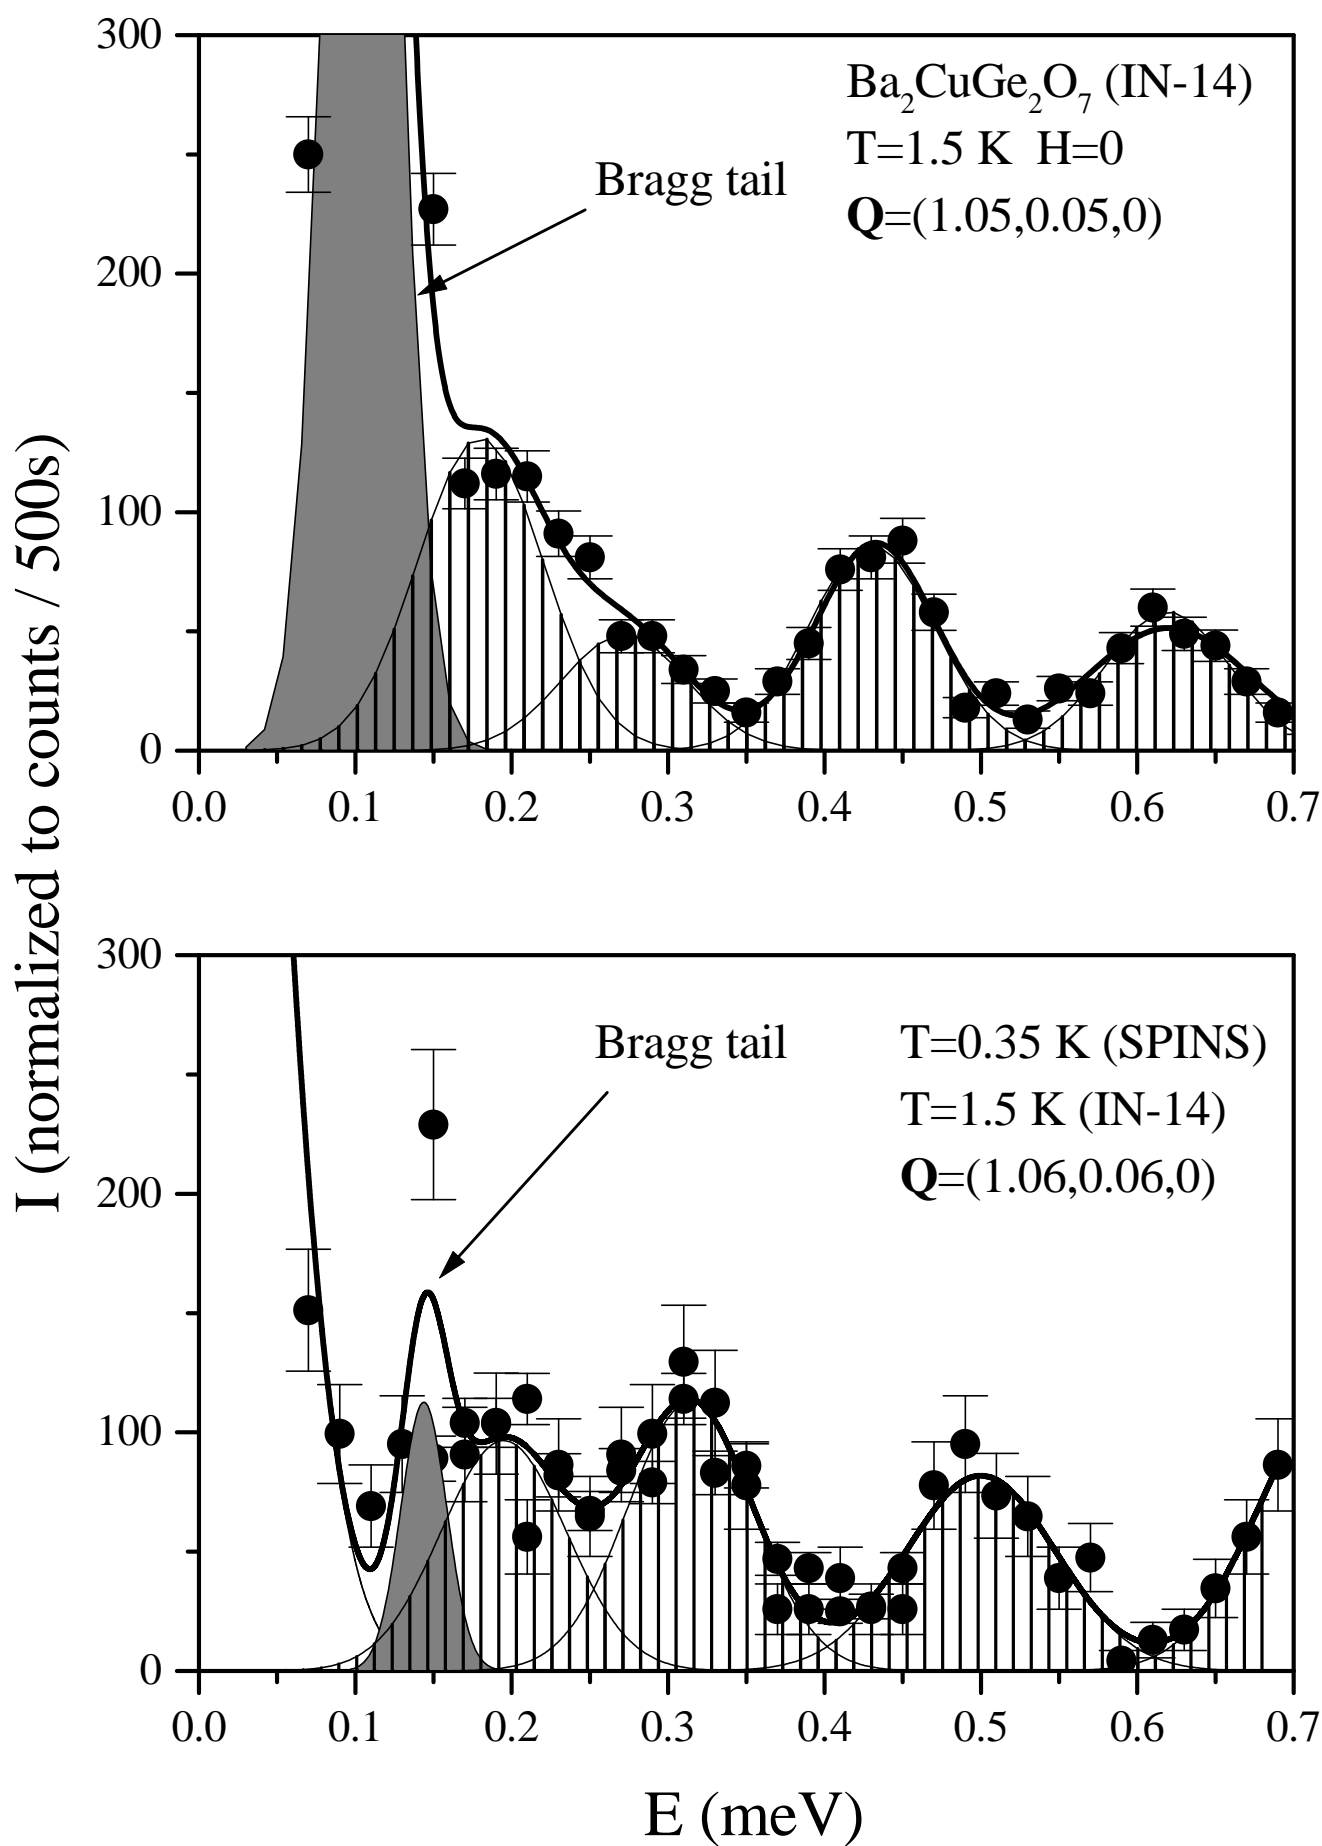 300
200
100
0
Ba2CuGe2O7 (IN-14)
T=1.5 K H=0
Q=(1.05,0.05,0)
Bragg tail
0.0 0.1 0.2 0.3 0.4 0.5 0.6 0.7
I (normalized to counts / 500s)
300
200
100
0
Bragg tail
T=0.35 K (SPINS)
T=1.5 K (IN-14)
Q=(1.06,0.06,0)
0.0 0.1 0.2 0.3 0.4 0.5 0.6 0.7
E (meV)